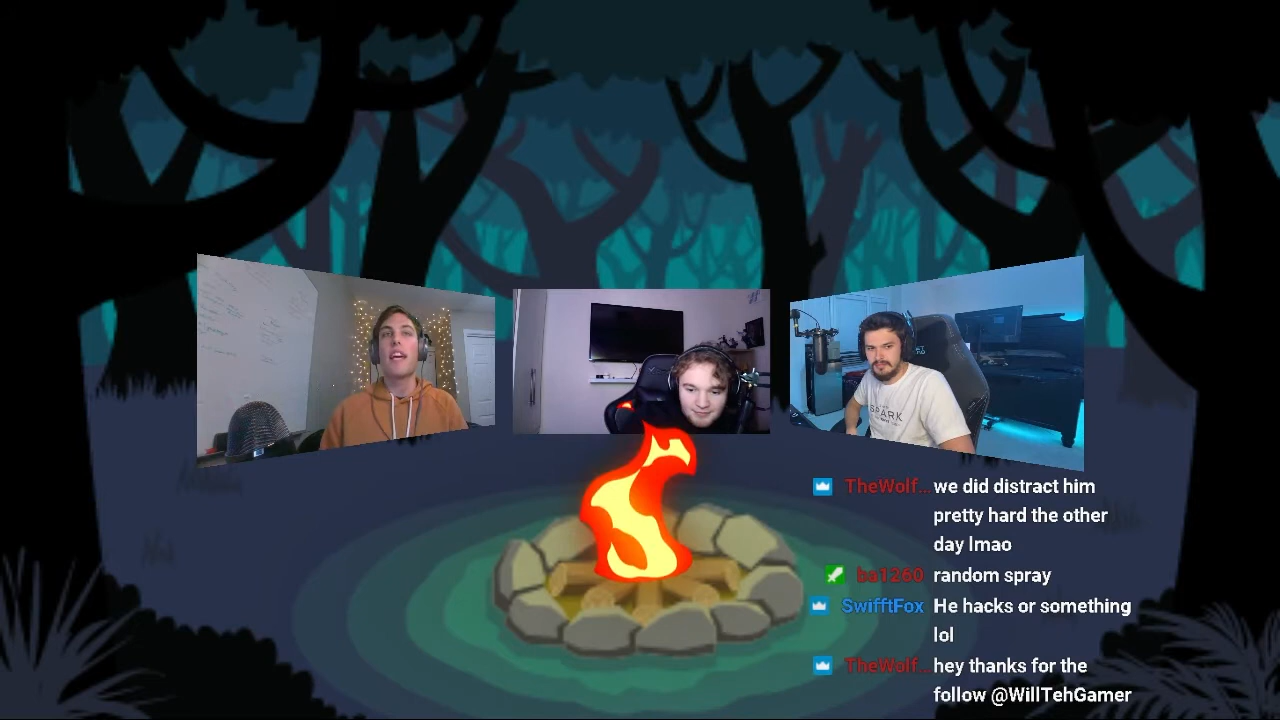 SPARK
TheWolf... we did distract him
pretty hard the other
day lmao
ba1260 random spray
SwifftFox He hacks or something
lol
TheWolf... hey thanks for the
follow @WillTehGamer